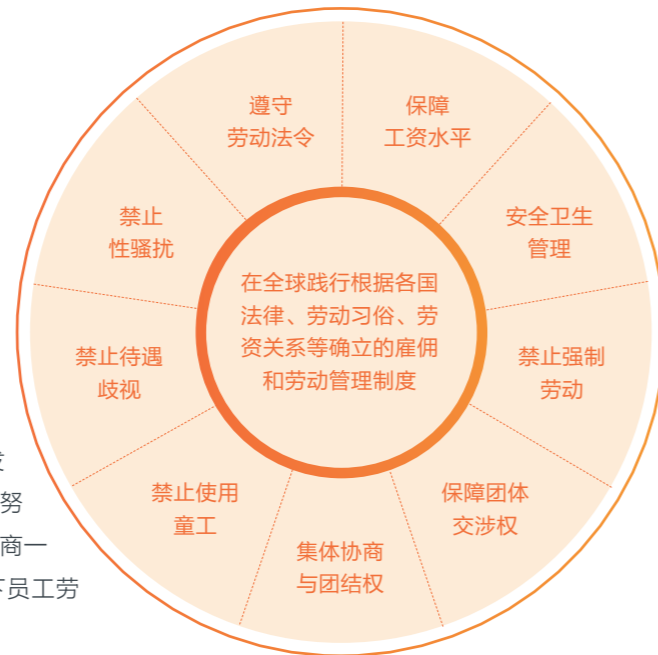 遵守
劳动法令
保障
工资水平
安全卫生
管理
禁止强制
劳动
保障团体
交涉权
集体协商
与团结权
禁止使用
童工
禁止待遇
歧视
禁止
性骚扰
在全球践行根据各国
法律、劳动习俗、劳
资关系等确立的雇佣
和劳动管理制度
努
商一
员工劳